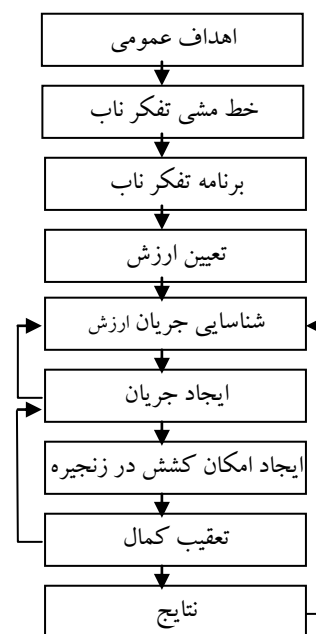 اهداف عمومی
خط مشی تفکر ناب
برنامه تفکر ناب
تعیین ارزش
شناسایی جریان ارزش
ایجاد جریان
ایجاد امکان کشش در زنجیره
تعقیب کمال
نتایج